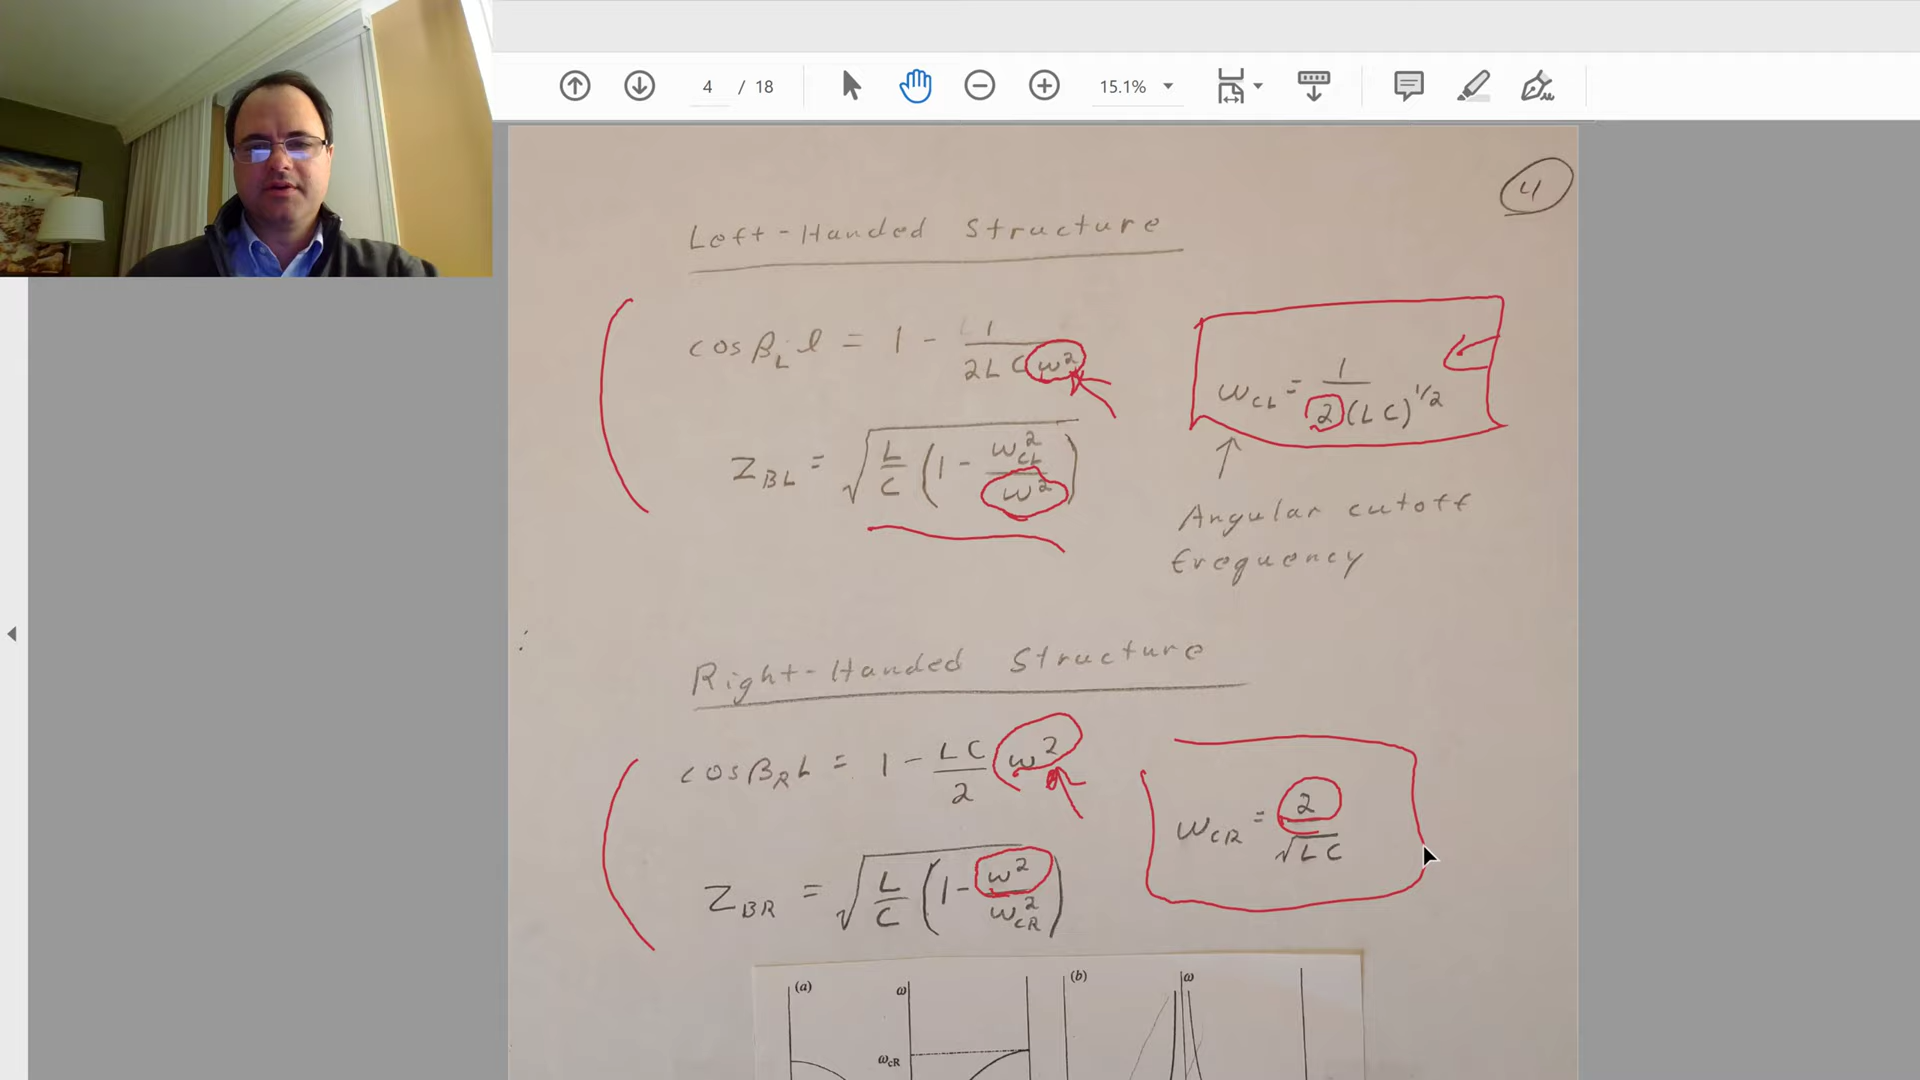 4 / 18 15.1%
4
Left-Handed Structure
cos β_L l = 1 - 1/(2LCω²)
ω_CL = 1/(2(LC)^1/2)
Z_BL = √(L/C (1 - ω_CL²/ω²))
Angular cutoff
frequency
Right-Handed Structure
cos β_R L = 1 - LC/2 ω²
ω_CR = 2/√LC
Z_BR = √(L/C (1 - ω²/ω_CR²))
(a) ω (b) ω
ω_cR